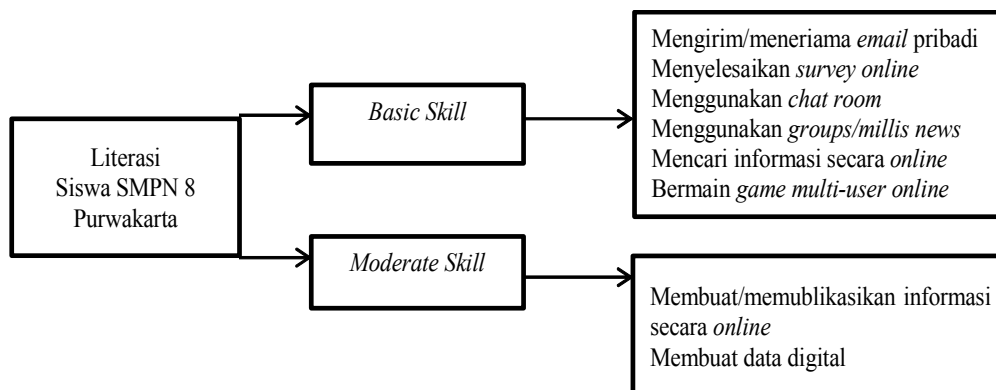 Literasi
Siswa SMPN 8
Purwakarta
Basic Skill
Mengirim/meneriama email pribadi
Menyelesaikan survey online
Menggunakan chat room
Menggunakan groups/millis news
Mencari informasi secara online
Bermain game multi-user online
Moderate Skill
Membuat/memublikasikan informasi
secara online
Membuat data digital